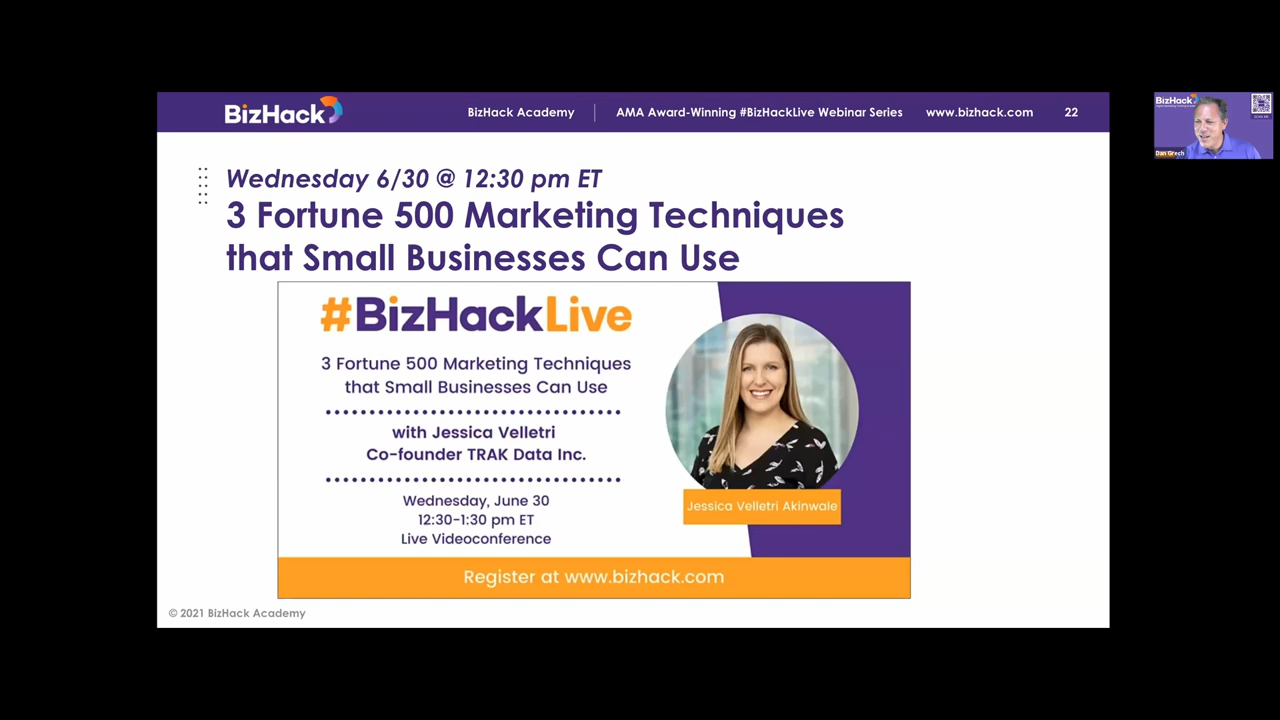 BizHack
BizHack Academy
AMA Award-Winning #BizHackLive Webinar Series
www.bizhack.com
22
Wednesday 6/30 @ 12:30 pm ET
3 Fortune 500 Marketing Techniques
that Small Businesses Can Use
#BizHackLive
3 Fortune 500 Marketing Techniques
that Small Businesses Can Use
with Jessica Velletri
Co-founder TRAK Data Inc.
Wednesday, June 30
12:30-1:30 pm ET
Live Videoconference
Jessica Velletri Akinwale
Register at www.bizhack.com
© 2021 BizHack Academy
BizHack
Dan Grech